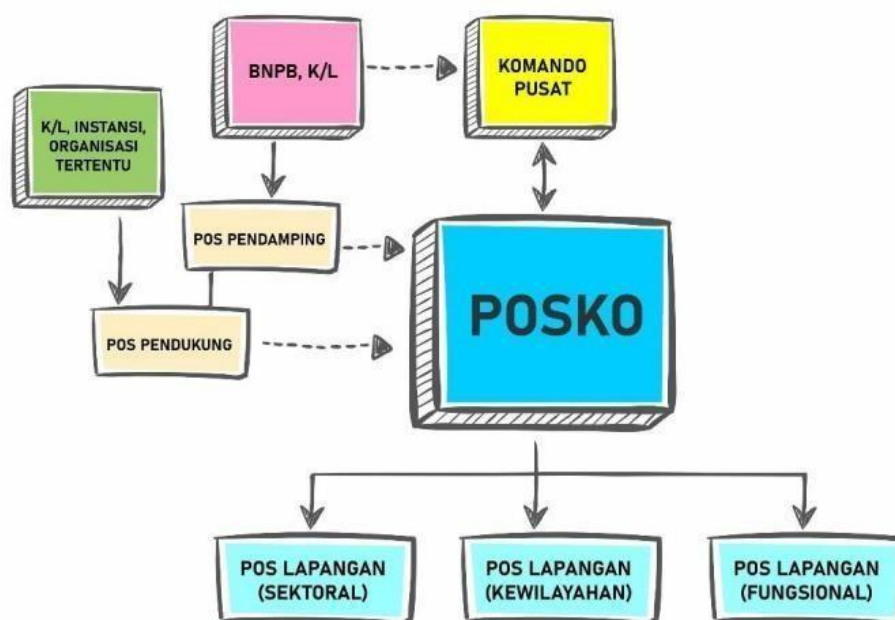 BNPB, K/L
KOMANDO
PUSAT
K/L, INSTANSI,
ORGANISASI
TERTENTU
POS PENDAMPING
POS PENDUKUNG
POSKO
POS LAPANGAN
(SEKTORAL)
POS LAPANGAN
(KEWILAYAHAN)
POS LAPANGAN
(FUNGSIONAL)